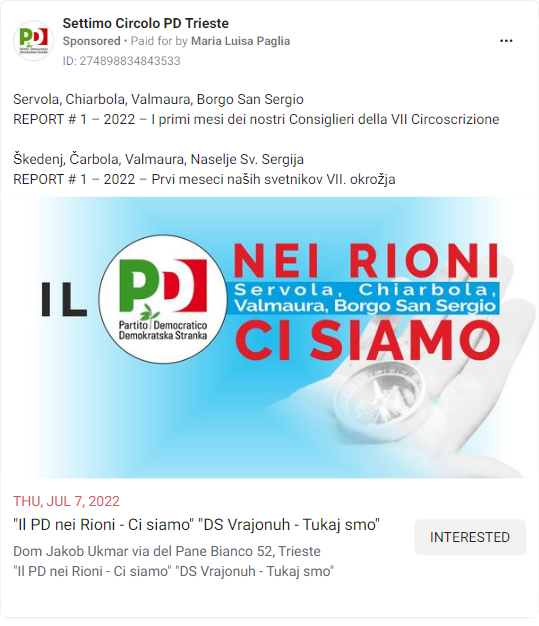 Settimo Circolo PD Trieste
Sponsored • Paid for by Maria Luisa Paglia
ID: 274898834843533
Servola, Chiarbola, Valmaura, Borgo San Sergio
REPORT # 1 – 2022 – I primi mesi dei nostri Consiglieri della VII Circoscrizione
Škedenj, Čarbola, Valmaura, Naselje Sv. Sergija
REPORT # 1 – 2022 – Prvi meseci naših svetnikov VII. okrožja
IL
PD
Partito Democratico
Demokratska Stranka
NEI RIONI
Servola, Chiarbola,
Valmaura, Borgo San Sergio
CI SIAMO
THU, JUL 7, 2022
"Il PD nei Rioni - Ci siamo" "DS Vrajonuh - Tukaj smo"
Dom Jakob Ukmar via del Pane Bianco 52, Trieste
"Il PD nei Rioni - Ci siamo" "DS Vrajonuh - Tukaj smo"
INTERESTED